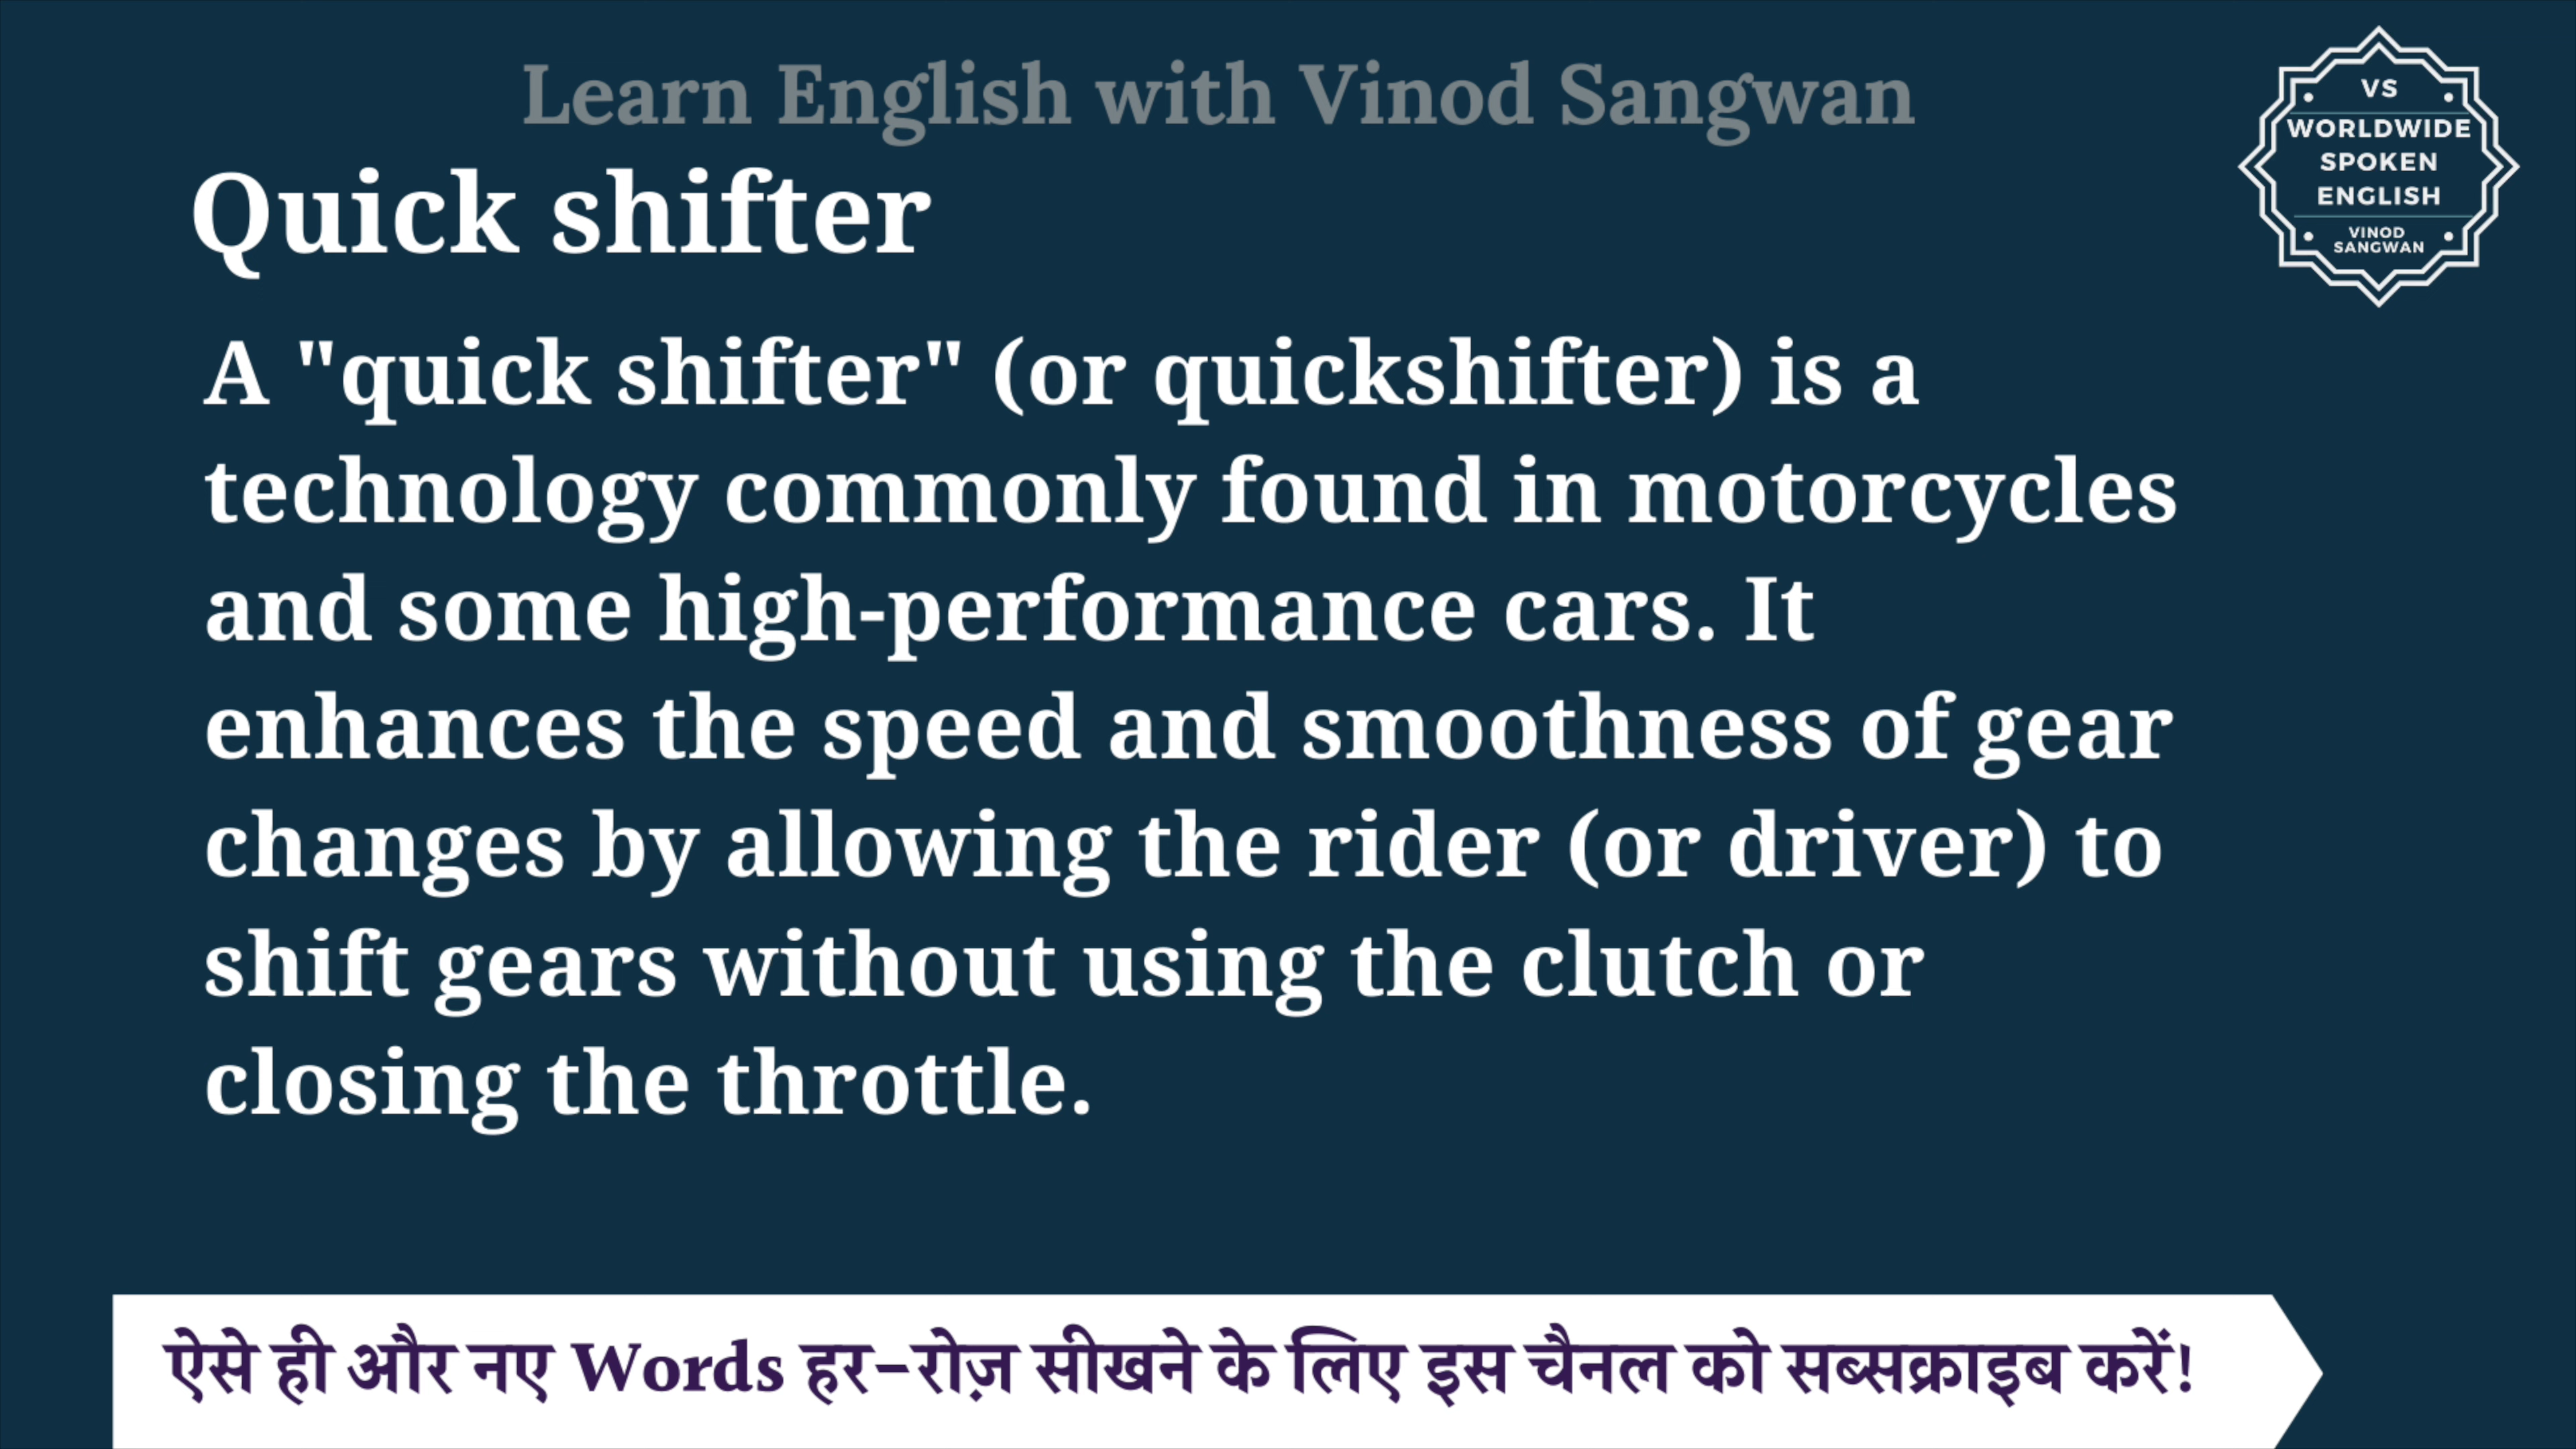 Learn English with Vinod Sangwan
VS
WORLDWIDE
SPOKEN
ENGLISH
VINOD
SANGWAN
Quick shifter
A "quick shifter" (or quickshifter) is a
technology commonly found in motorcycles
and some high-performance cars. It
enhances the speed and smoothness of gear
changes by allowing the rider (or driver) to
shift gears without using the clutch or
closing the throttle.
ऐसे ही और नए Words हर-रोज़ सीखने के लिए इस चैनल को सब्सक्राइब करें!